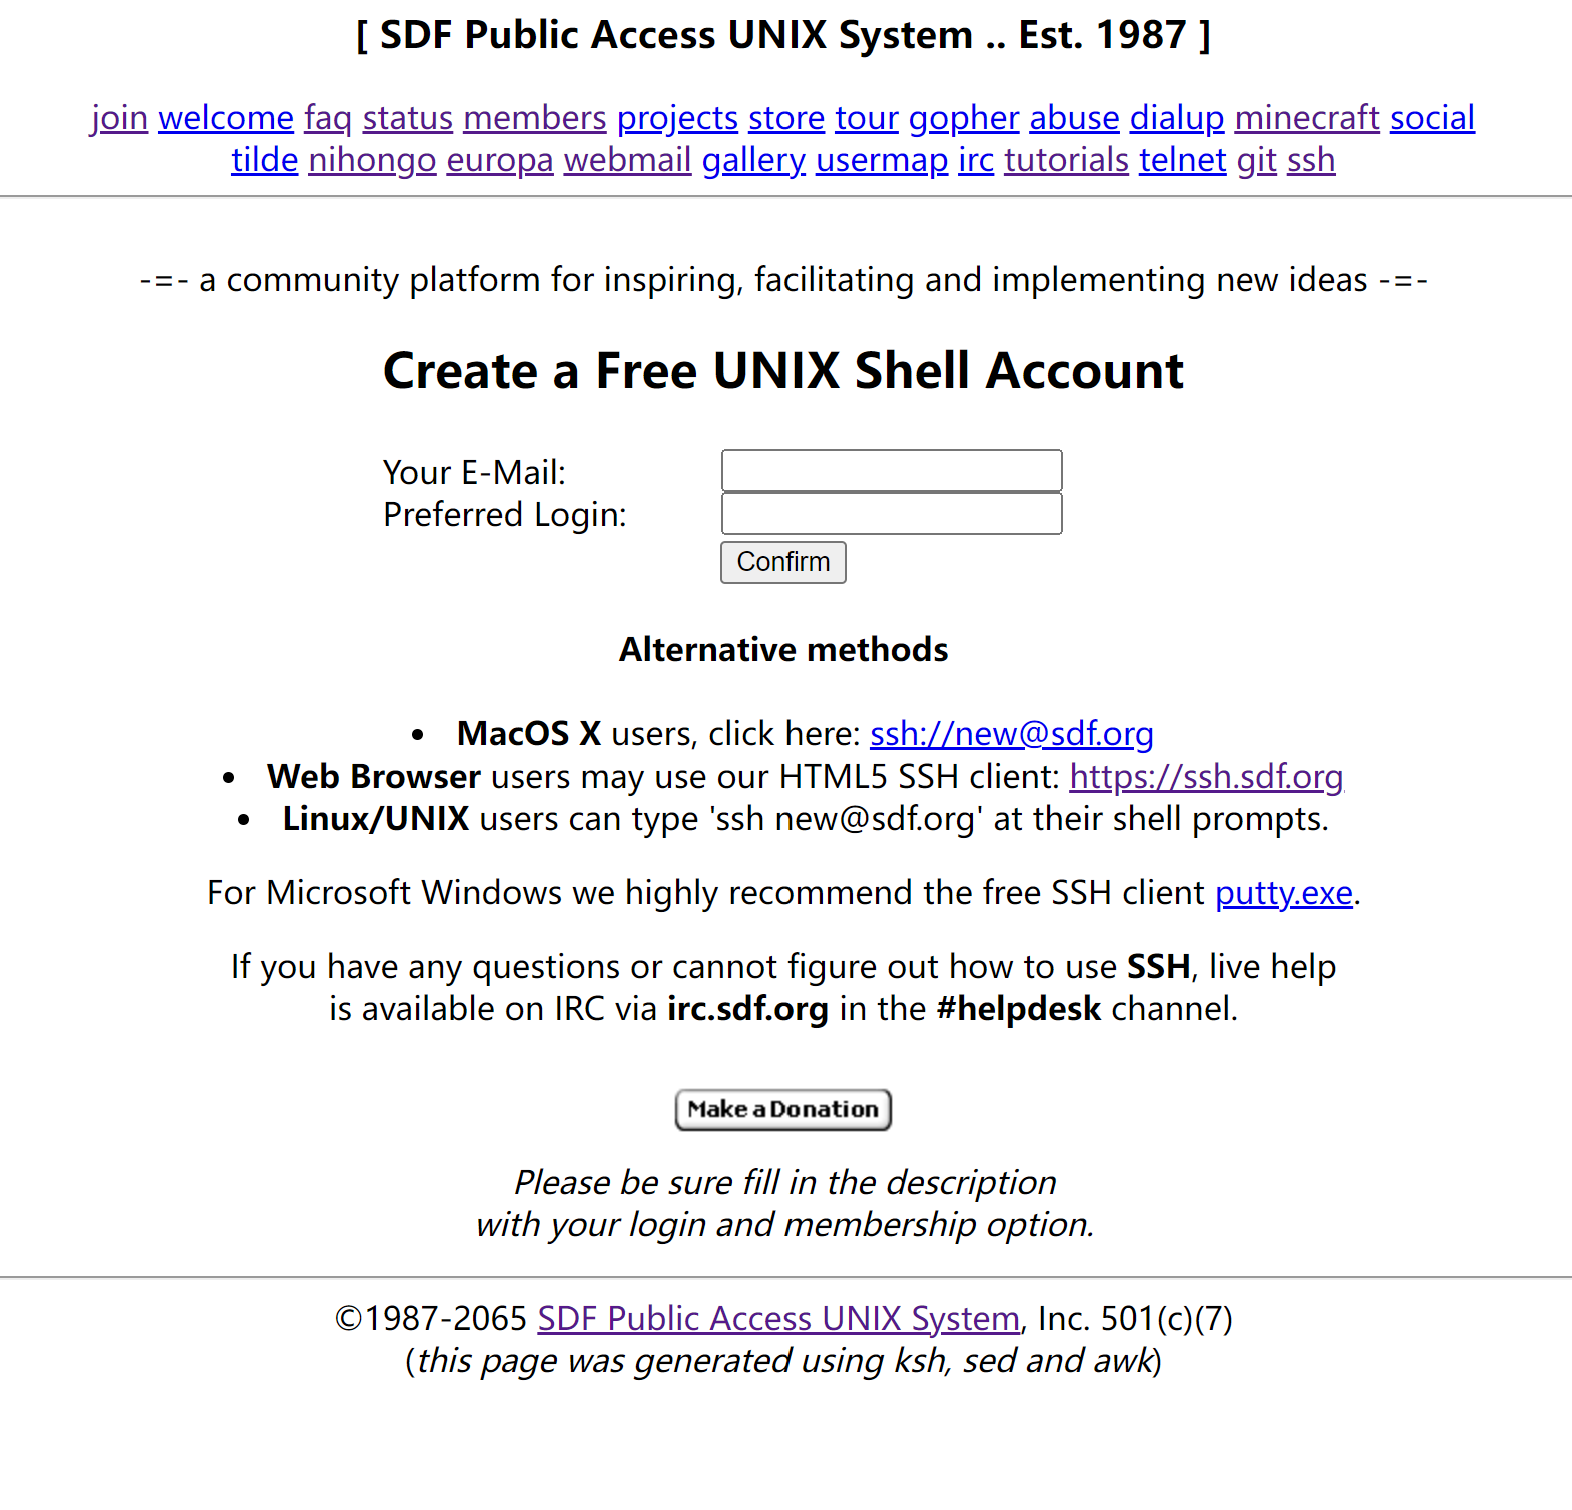 [ SDF Public Access UNIX System .. Est. 1987 ]
join welcome faq status members projects store tour gopher abuse dialup minecraft social
tilde nihongo europa webmail gallery usermap irc tutorials telnet git ssh
-=- a community platform for inspiring, facilitating and implementing new ideas -=-
Create a Free UNIX Shell Account
Your E-Mail:
Preferred Login:
Confirm
Alternative methods
• MacOS X users, click here: ssh://new@sdf.org
• Web Browser users may use our HTML5 SSH client: https://ssh.sdf.org
• Linux/UNIX users can type 'ssh new@sdf.org' at their shell prompts.
For Microsoft Windows we highly recommend the free SSH client putty.exe.
If you have any questions or cannot figure out how to use SSH, live help
is available on IRC via irc.sdf.org in the #helpdesk channel.
Make a Donation
Please be sure fill in the description
with your login and membership option.
©1987-2065 SDF Public Access UNIX System, Inc. 501(c)(7)
(this page was generated using ksh, sed and awk)